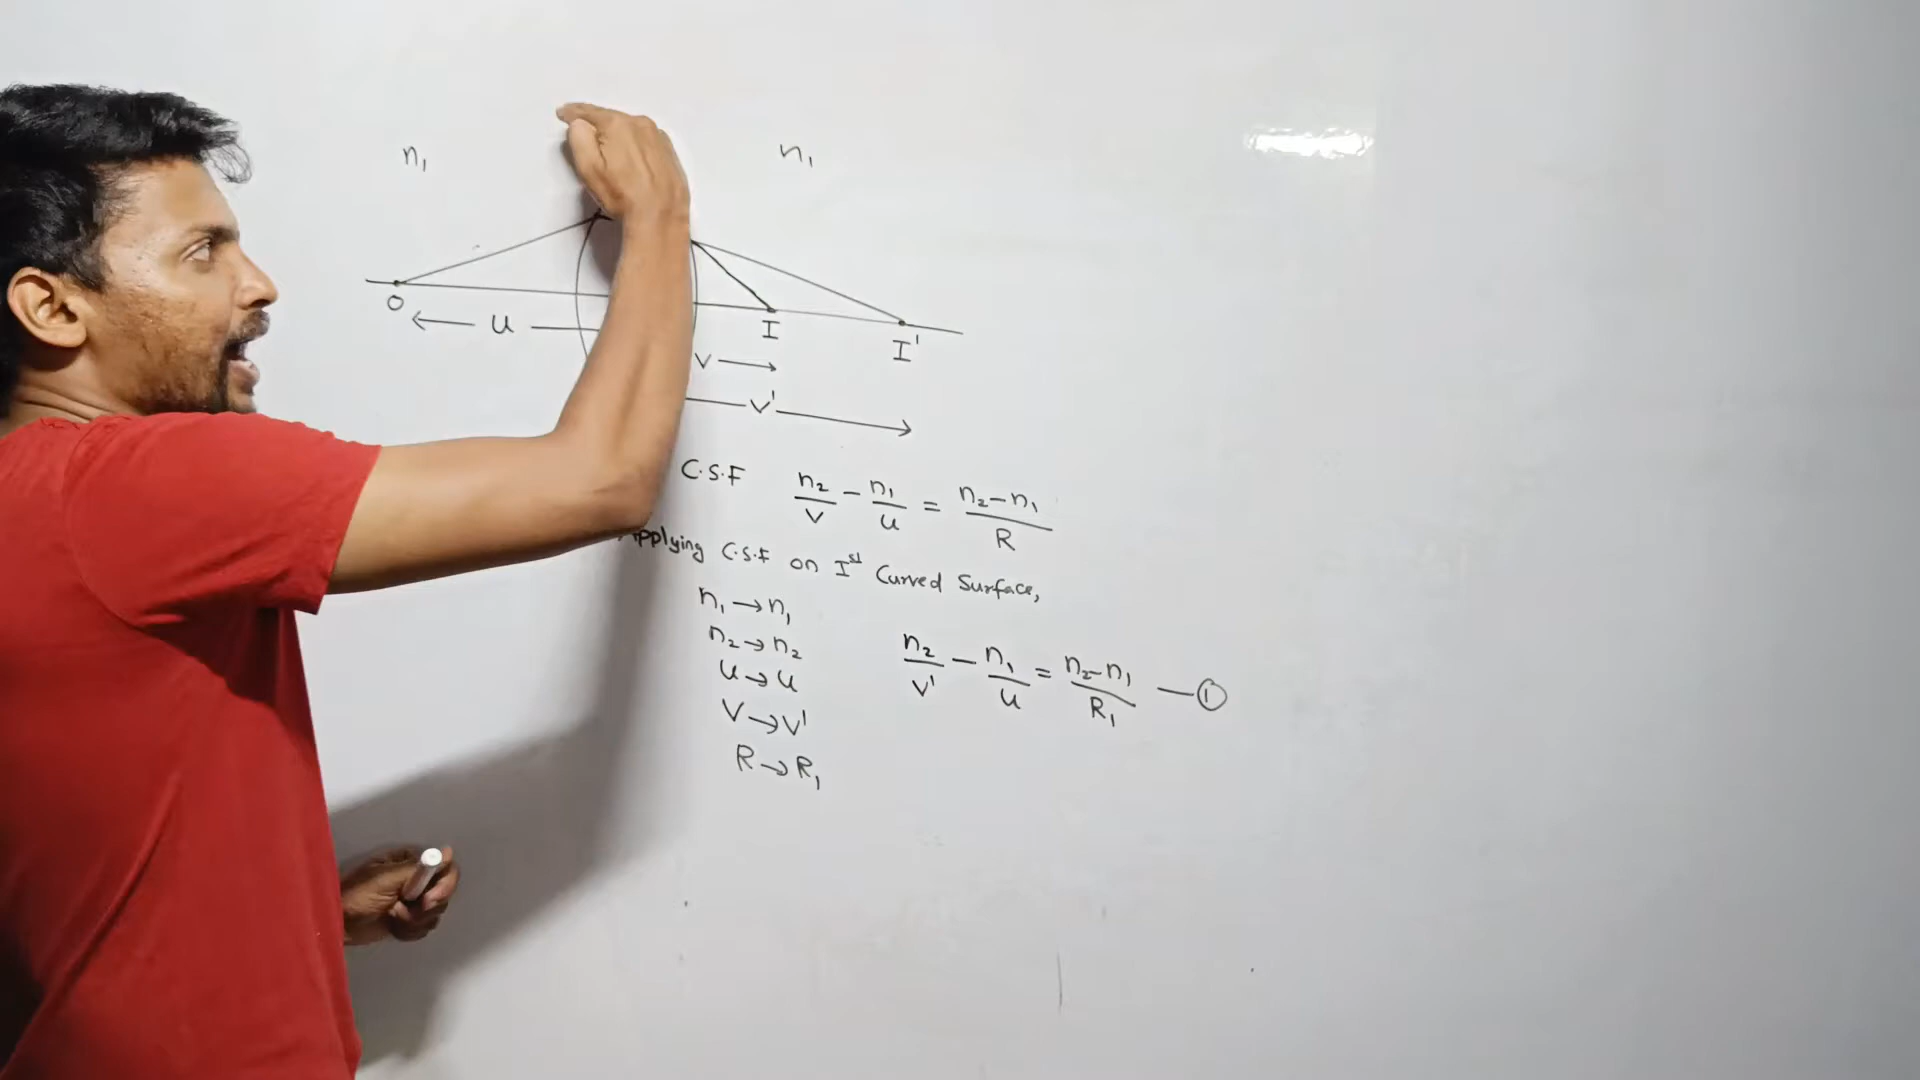 n₁ n₁
O
← u —
I
I'
V →
— V' →
C.S.F n₂/V − n₁/u = (n₂−n₁)/R
Applying C.S.F on Iˢᵗ Curved Surface,
n₁ → n₁
n₂ → n₂
u → u
V → V'
R → R₁
n₂/V' − n₁/u = (n₂−n₁)/R₁ — ①